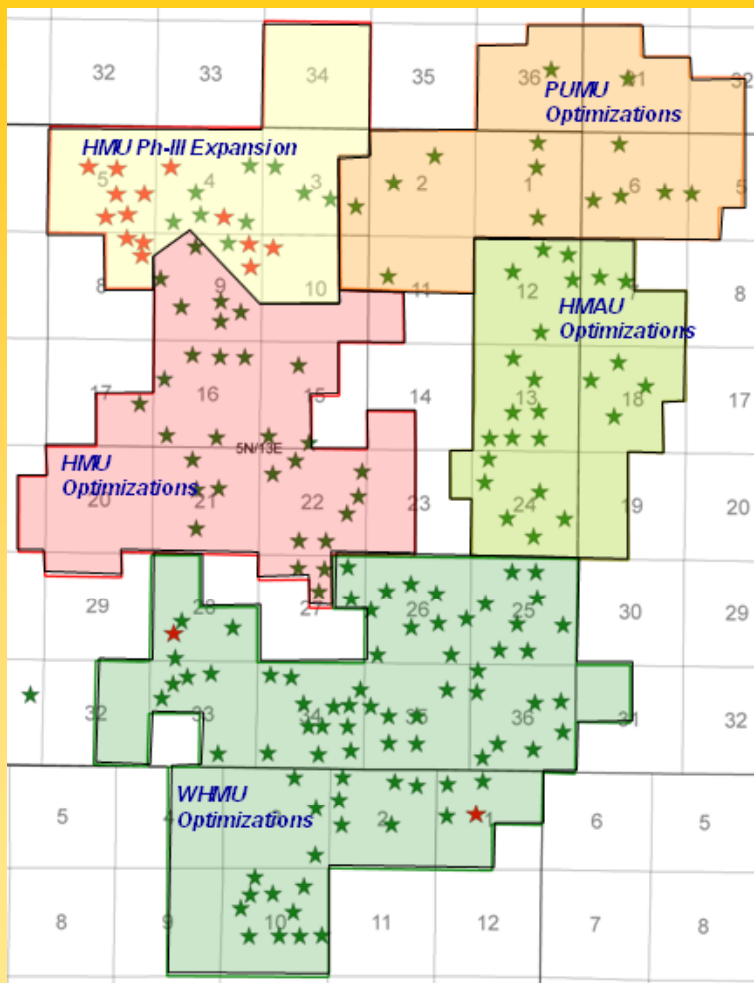 32 33 34 35 36 31 32
PUMU
Optimizations
HMU Ph-III Expansion
5 4 3 2 1 6 5
8 9 10 11 12 7 8
HMAU
Optimizations
17 16 15 14 13 18 17
5N/13E
HMU
Optimizations
20 21 22 23 24 19 20
29 28 27 26 25 30 29
32 33 34 35 36 31 32
WHMU
Optimizations
5 4 3 2 1 6 5
8 9 10 11 12 7 8